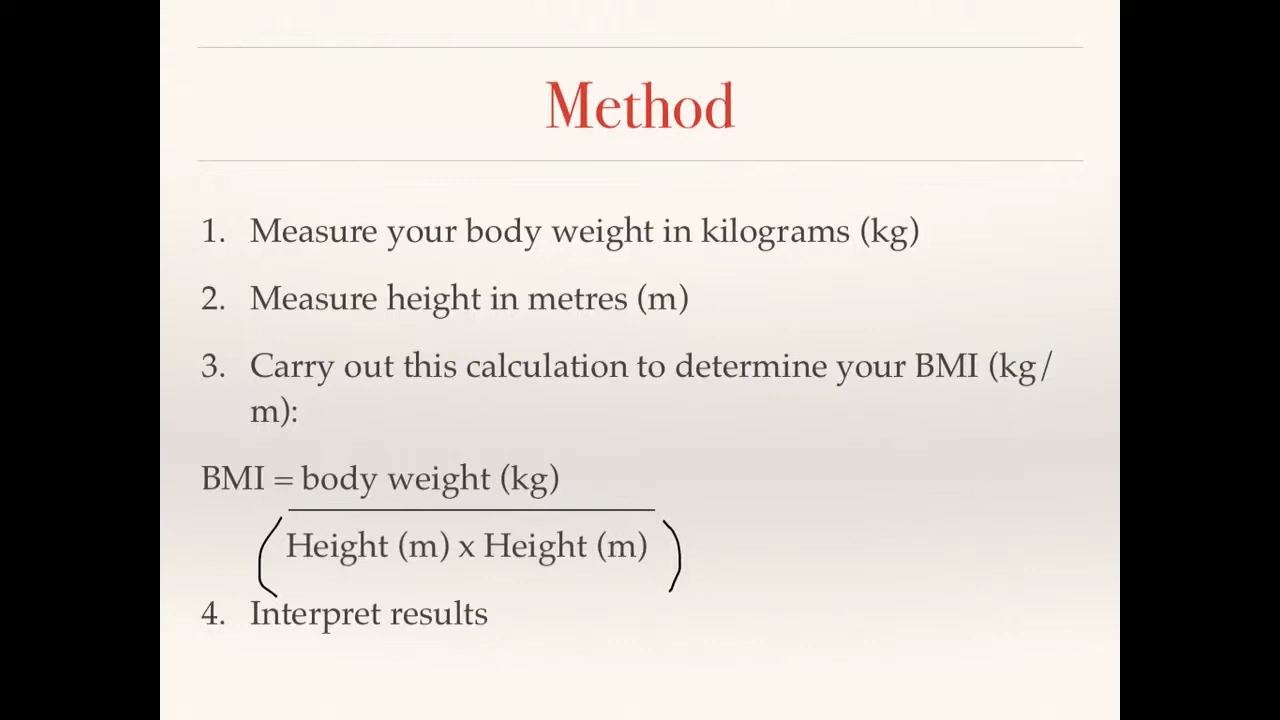 Method
1. Measure your body weight in kilograms (kg)
2. Measure height in metres (m)
3. Carry out this calculation to determine your BMI (kg/
m):
BMI = body weight (kg)
(Height (m) x Height (m))
4. Interpret results